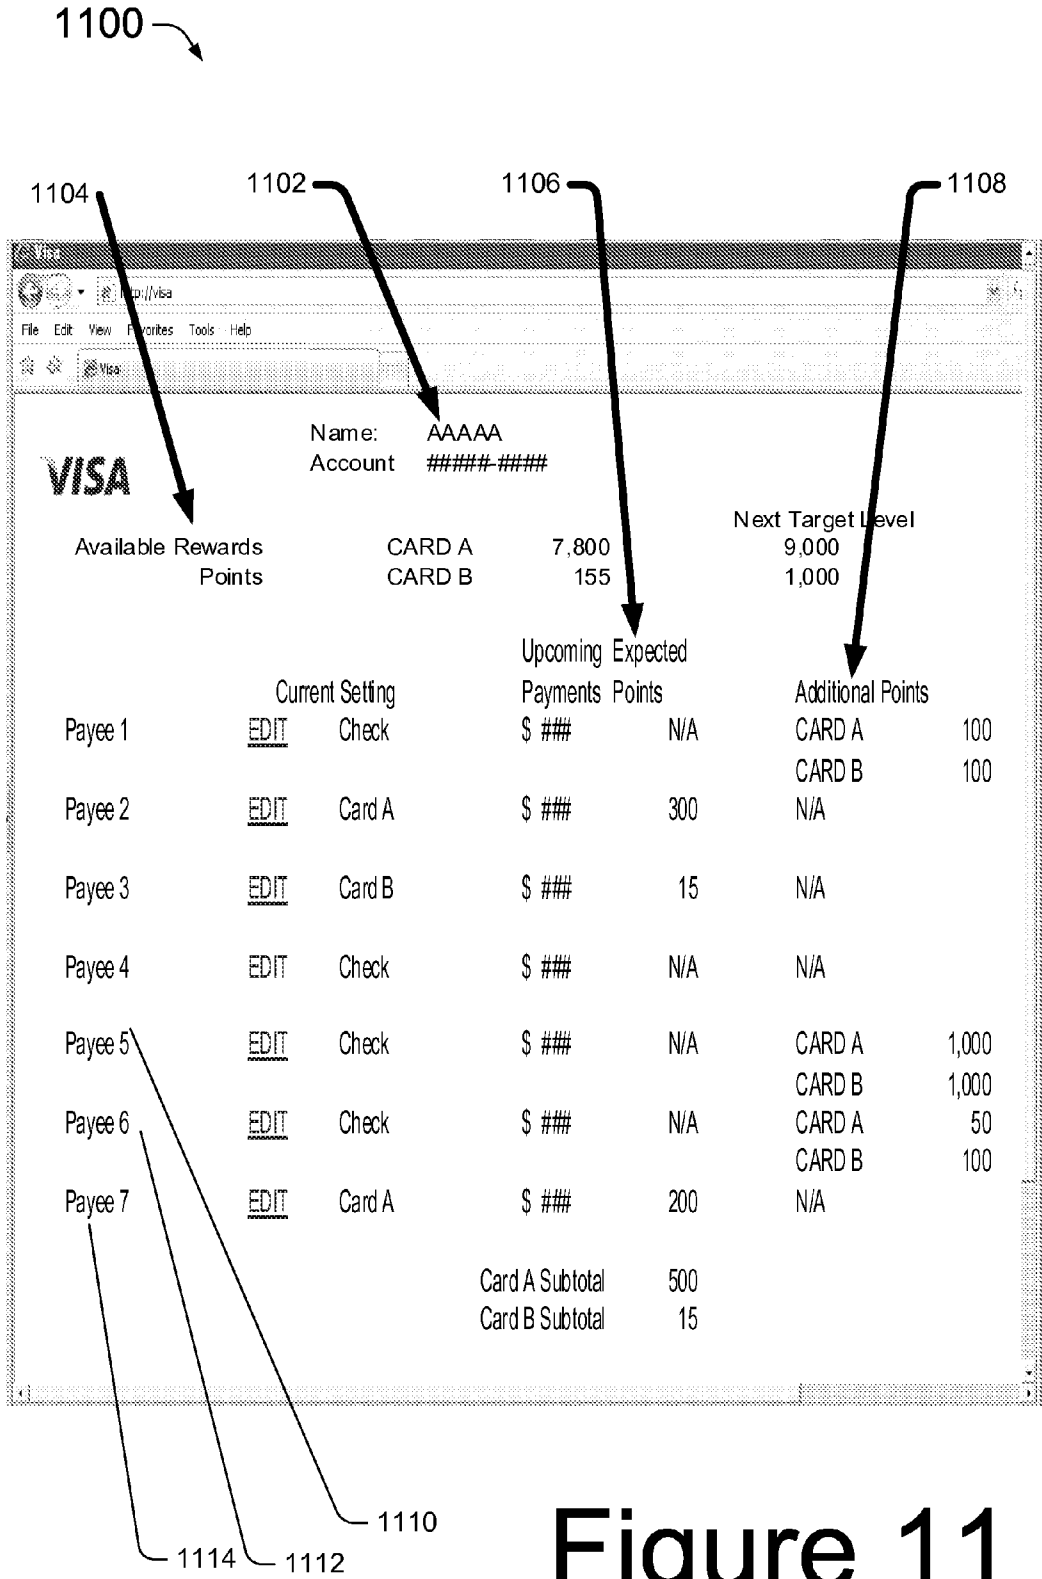 1100
1104 1102 1106 1108
Visa
http://visa
File Edit View Favorites Tools Help
Visa
Name: AAAAA
Account #####-####
VISA
Next Target Level
Available Rewards CARD A 7,800 9,000
Points CARD B 155 1,000
Upcoming Expected
Current Setting Payments Points Additional Points
Payee 1 EDIT Check $ ### N/A CARD A 100
CARD B 100
Payee 2 EDIT Card A $ ### 300 N/A
Payee 3 EDIT Card B $ ### 15 N/A
Payee 4 EDIT Check $ ### N/A N/A
Payee 5 EDIT Check $ ### N/A CARD A 1,000
CARD B 1,000
Payee 6 EDIT Check $ ### N/A CARD A 50
CARD B 100
Payee 7 EDIT Card A $ ### 200 N/A
Card A Subtotal 500
Card B Subtotal 15
1110
1114 1112
Figure 11